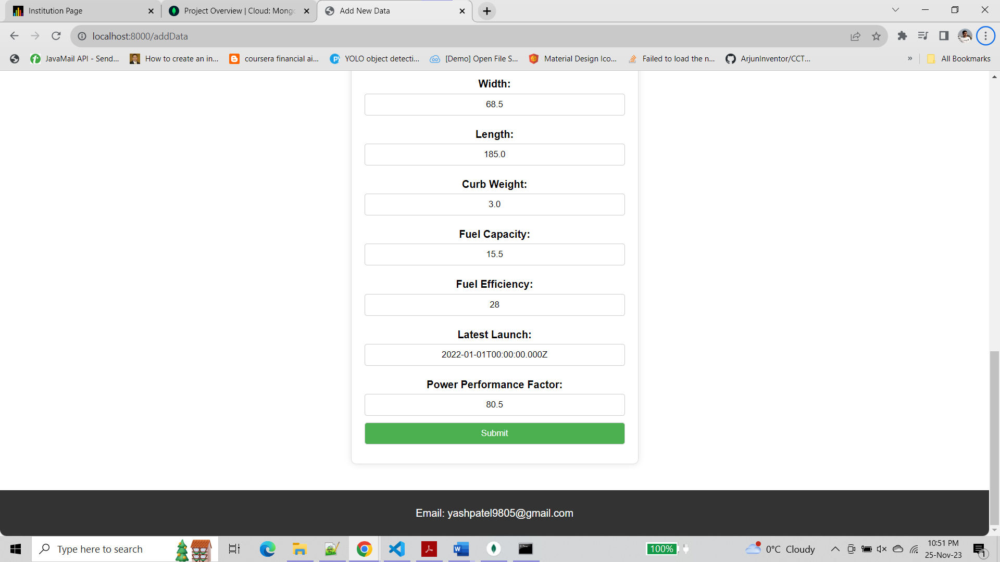 Institution Page
Project Overview | Cloud: Mong
Add New Data
localhost:8000/addData
JavaMail API - Send...
How to create an in...
coursera financial ai...
YOLO object detecti...
[Demo] Open File S...
Material Design Ico...
Failed to load the n...
ArjunInventor/CCT...
»
All Bookmarks
Width:
68.5
Length:
185.0
Curb Weight:
3.0
Fuel Capacity:
15.5
Fuel Efficiency:
28
Latest Launch:
2022-01-01T00:00:00.000Z
Power Performance Factor:
80.5
Submit
Email: yashpatel9805@gmail.com
Type here to search
100%
0°C Cloudy
10:51 PM
25-Nov-23
1